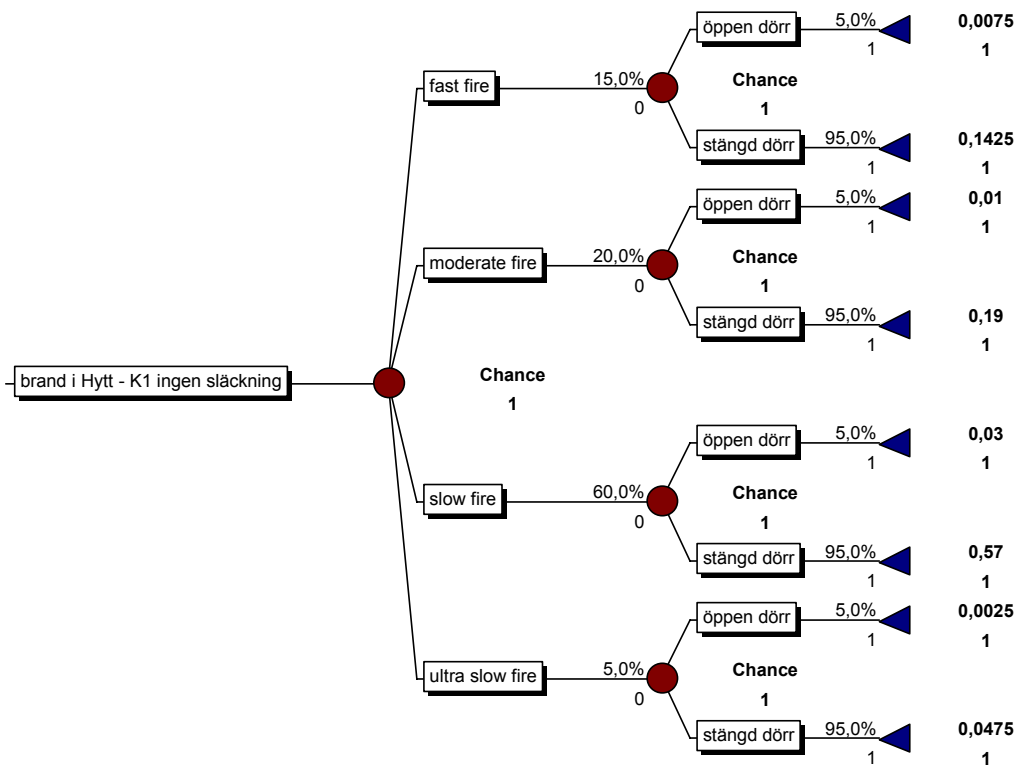 öppen dörr 5,0% 0,0075
1 1
fast fire 15,0% Chance
0 1
stängd dörr 95,0% 0,1425
1 1
öppen dörr 5,0% 0,01
1 1
moderate fire 20,0% Chance
0 1
stängd dörr 95,0% 0,19
1 1
brand i Hytt - K1 ingen släckning Chance
1
öppen dörr 5,0% 0,03
1 1
slow fire 60,0% Chance
0 1
stängd dörr 95,0% 0,57
1 1
öppen dörr 5,0% 0,0025
1 1
ultra slow fire 5,0% Chance
0 1
stängd dörr 95,0% 0,0475
1 1